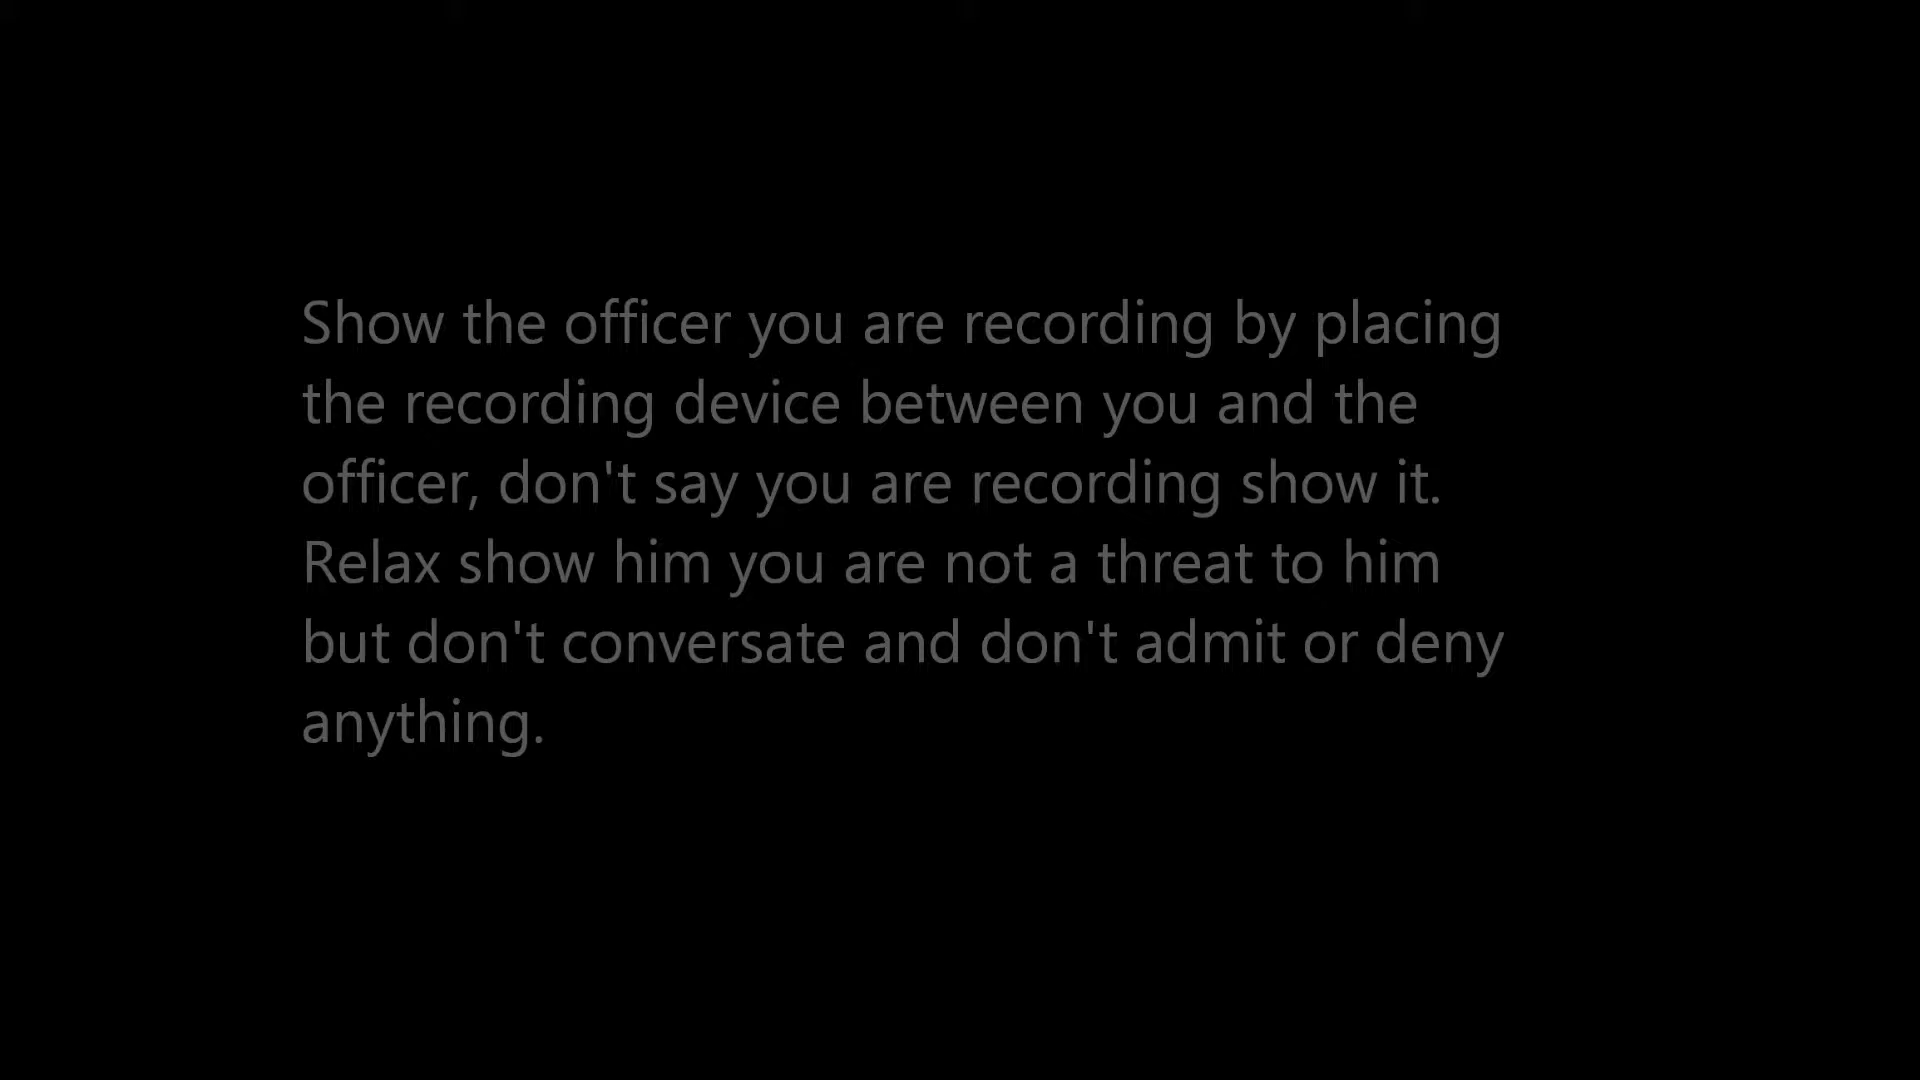 Show the officer you are recording by placing
the recording device between you and the
officer, don't say you are recording show it.
Relax show him you are not a threat to him
but don't conversate and don't admit or deny
anything.